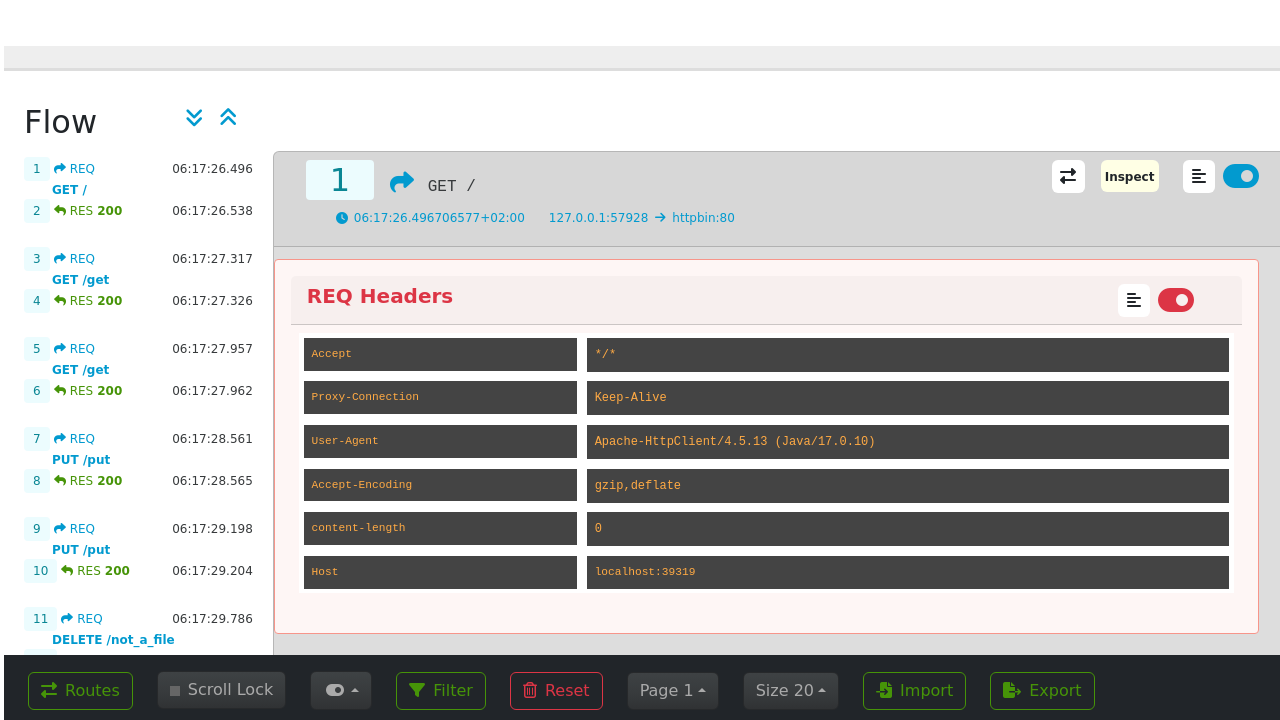 Flow
1 REQ 06:17:26.496
GET /
2 RES 200 06:17:26.538
3 REQ 06:17:27.317
GET /get
4 RES 200 06:17:27.326
5 REQ 06:17:27.957
GET /get
6 RES 200 06:17:27.962
7 REQ 06:17:28.561
PUT /put
8 RES 200 06:17:28.565
9 REQ 06:17:29.198
PUT /put
10 RES 200 06:17:29.204
11 REQ 06:17:29.786
DELETE /not_a_file
1 GET / Inspect
06:17:26.496706577+02:00 127.0.0.1:57928 → httpbin:80
REQ Headers
Accept */*
Proxy-Connection Keep-Alive
User-Agent Apache-HttpClient/4.5.13 (Java/17.0.10)
Accept-Encoding gzip,deflate
content-length 0
Host localhost:39319
Routes Scroll Lock Filter Reset Page 1 Size 20 Import Export